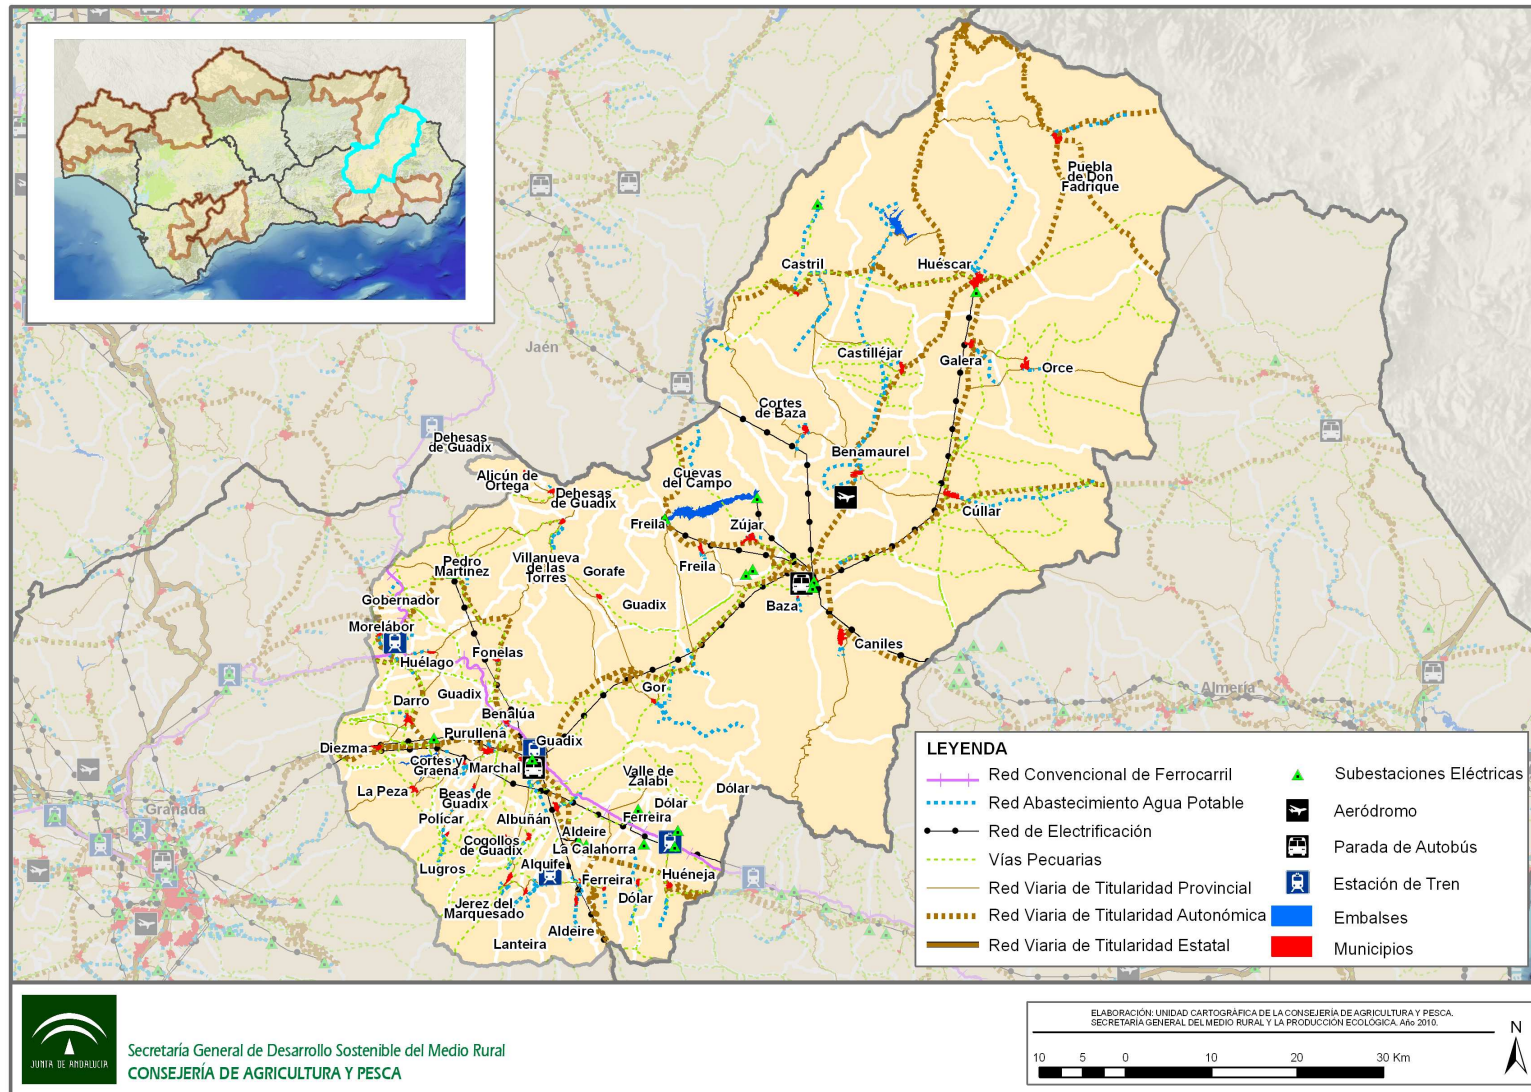 Jaén
Puebla
de Don
Fadrique
Castril
Huéscar
Castilléjar
Galera
Orce
Cortes
de Baza
Benamaurel
Dehesas
de Guadix
Alicún de
Ortega
Dehesas
de Guadix
Cuevas
del Campo
Freila
Zújar
Cúllar
Pedro
Martínez
Villanueva
de las
Torres
Gorafe
Freila
Guadix
Baza
Gobernador
Morelábor
Huélago
Fonelas
Caniles
Guadix
Gor
Darro
Benalúa
Almería
Diezma
Purullena
Guadix
Cortes y
Graena
Marchal
Valle de
Zalabí
La Peza
Beas de
Guadix
Dólar
Dólar
Granada
Polícar
Albuñán
Ferreira
Aldeire
Cogollos
de Guadix
La Calahorra
Lugros
Alquife
Ferreira
Huéneja
Dólar
Jerez del
Marquesado
Aldeire
Lanteira
LEYENDA
Red Convencional de Ferrocarril
Red Abastecimiento Agua Potable
Red de Electrificación
Vías Pecuarias
Red Viaria de Titularidad Provincial
Red Viaria de Titularidad Autonómica
Red Viaria de Titularidad Estatal
Subestaciones Eléctricas
Aeródromo
Parada de Autobús
Estación de Tren
Embalses
Municipios
JUNTA DE ANDALUCIA
Secretaría General de Desarrollo Sostenible del Medio Rural
CONSEJERÍA DE AGRICULTURA Y PESCA
ELABORACIÓN: UNIDAD CARTOGRÁFICA DE LA CONSEJERÍA DE AGRICULTURA Y PESCA.
SECRETARÍA GENERAL DEL MEDIO RURAL Y LA PRODUCCIÓN ECOLÓGICA. Año 2010.
N
10 5 0 10 20 30 Km